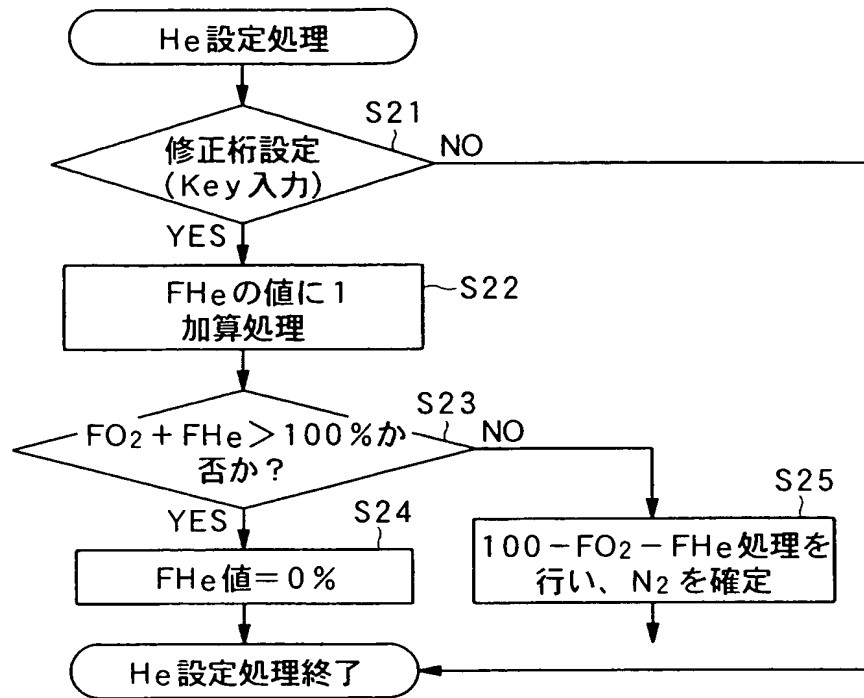 He設定処理
S21
修正桁設定
(Key入力)
NO
YES
FHeの値に1
加算処理
S22
S23
FO₂+FHe>100%か
否か?
NO
YES
S24
FHe値=0%
S25
100-FO₂-FHe処理を
行い、N₂を確定
He設定処理終了